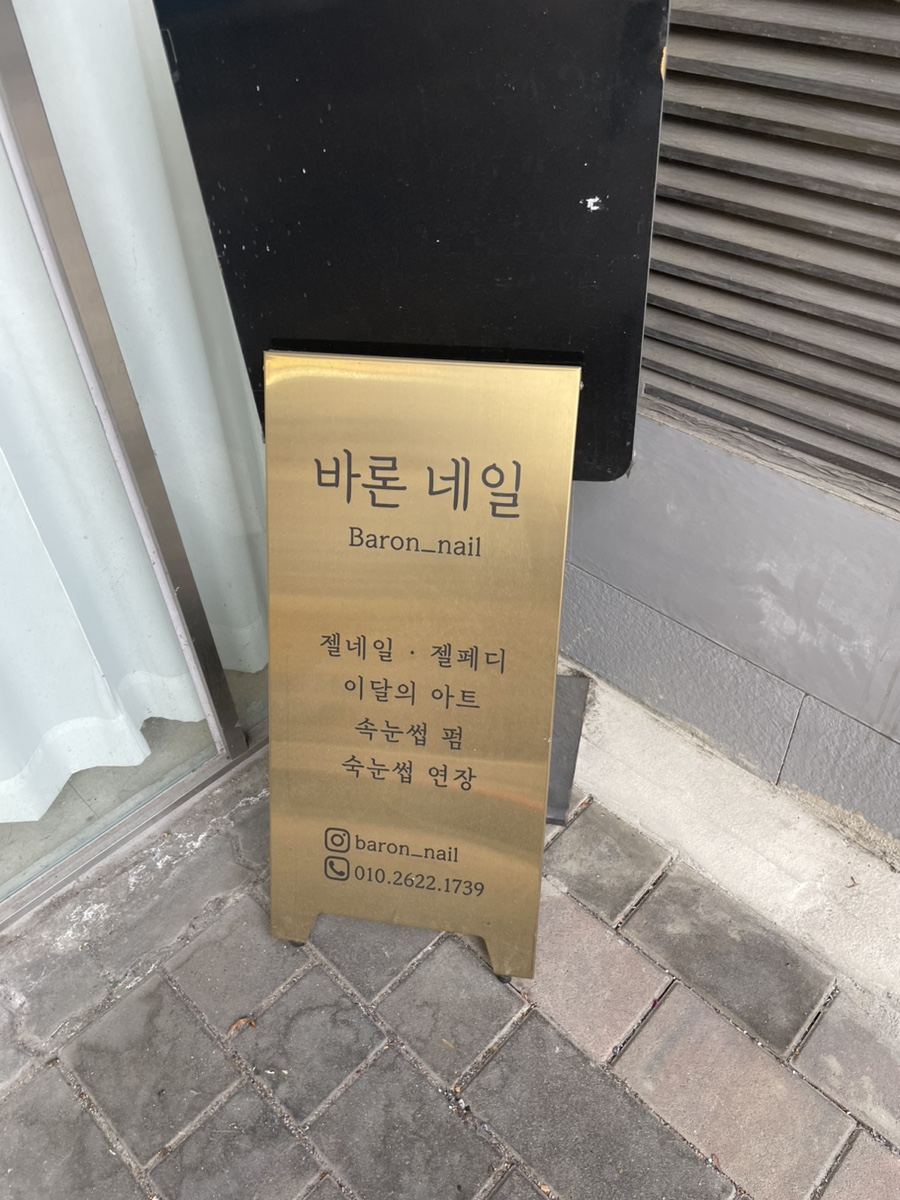 바론 네일
Baron_nail
젤네일 · 젤페디
이달의 아트
속눈썹 펌
숙눈썹 연장
baron_nail
010.2622.1739